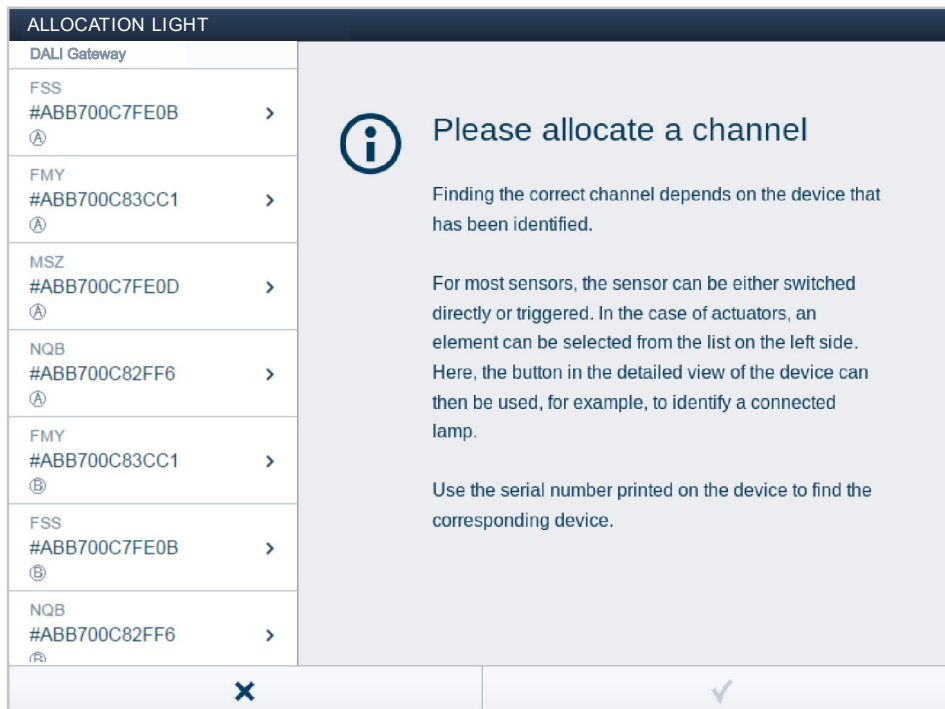 ALLOCATION LIGHT
DALI Gateway
FSS
#ABB700C7FE0B
Ⓐ
FMY
#ABB700C83CC1
Ⓐ
MSZ
#ABB700C7FE0D
Ⓐ
NQB
#ABB700C82FF6
Ⓐ
FMY
#ABB700C83CC1
Ⓑ
FSS
#ABB700C7FE0B
Ⓑ
NQB
#ABB700C82FF6
Ⓑ
Please allocate a channel
Finding the correct channel depends on the device that
has been identified.
For most sensors, the sensor can be either switched
directly or triggered. In the case of actuators, an
element can be selected from the list on the left side.
Here, the button in the detailed view of the device can
then be used, for example, to identify a connected
lamp.
Use the serial number printed on the device to find the
corresponding device.